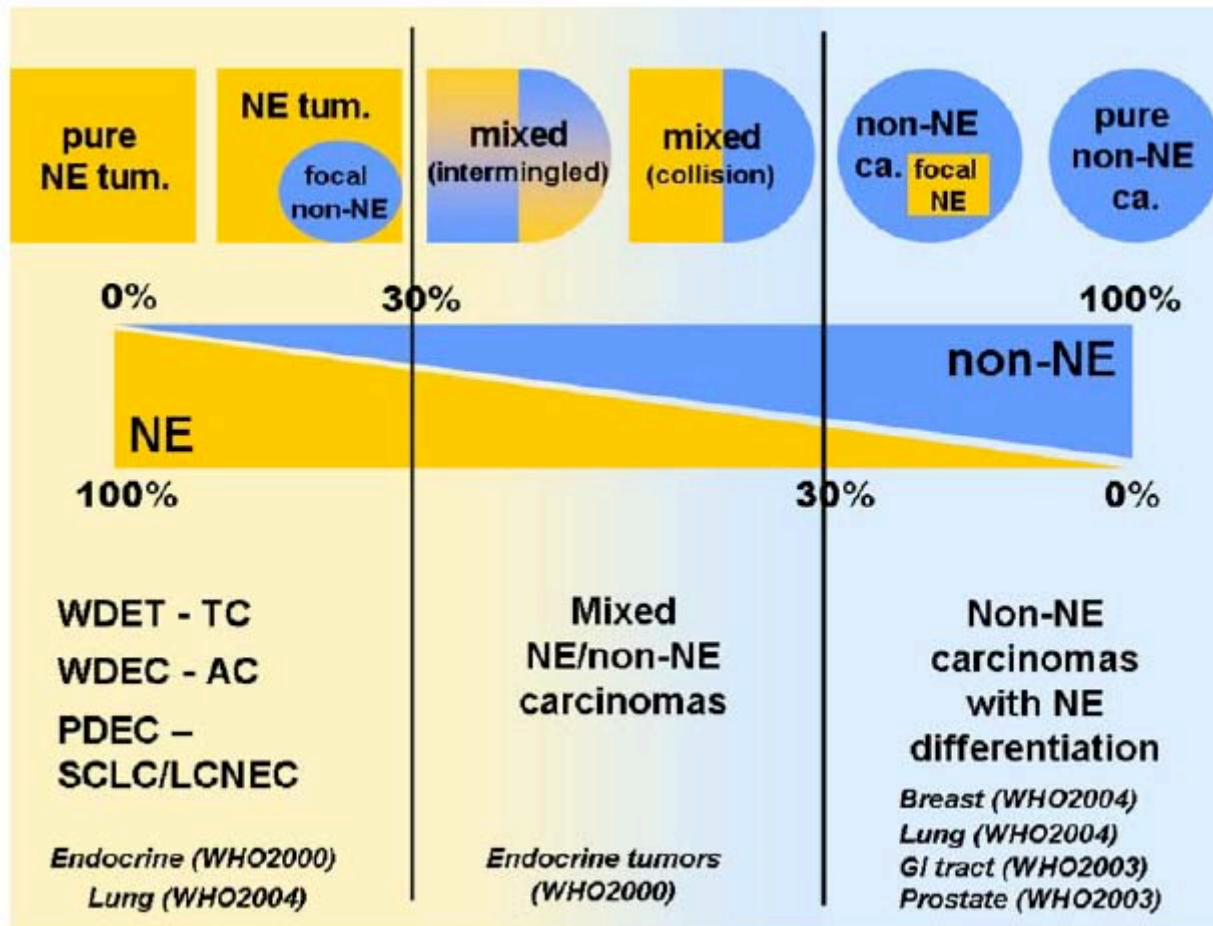 pure
NE tum.
NE tum.
focal
non-NE
mixed
(intermingled)
mixed
(collision)
non-NE
ca.
focal
NE
pure
non-NE
ca.
0%
30%
100%
non-NE
NE
100%
30%
0%
WDET - TC
WDEC - AC
PDEC –
SCLC/LCNEC
Endocrine (WHO2000)
Lung (WHO2004)
Mixed
NE/non-NE
carcinomas
Endocrine tumors
(WHO2000)
Non-NE
carcinomas
with NE
differentiation
Breast (WHO2004)
Lung (WHO2004)
GI tract (WHO2003)
Prostate (WHO2003)